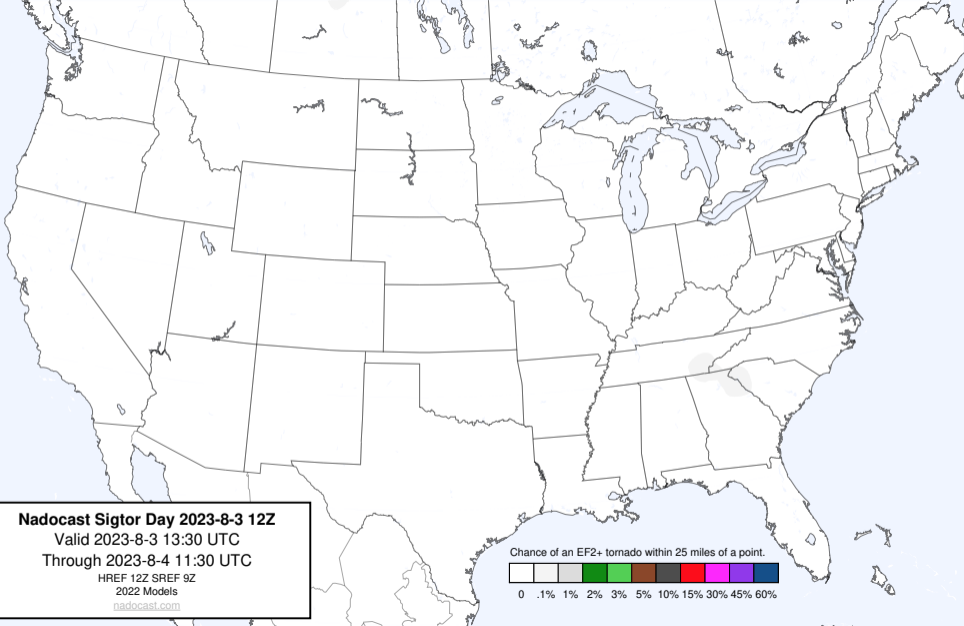 Nadocast Sigtor Day 2023-8-3 12Z
Valid 2023-8-3 13:30 UTC
Through 2023-8-4 11:30 UTC
HREF 12Z SREF 9Z
2022 Models
nadocast.com
Chance of an EF2+ tornado within 25 miles of a point.
0 .1% 1% 2% 3% 5% 10% 15% 30% 45% 60%